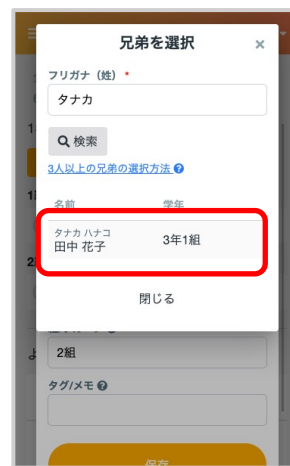 兄弟を選択 ×
フリガナ（姓） *
タナカ
検索
3人以上の兄弟の選択方法 ?
名前 学年
タナカ ハナコ
田中 花子 3年1組
閉じる
2組
タグ/メモ ?
保存